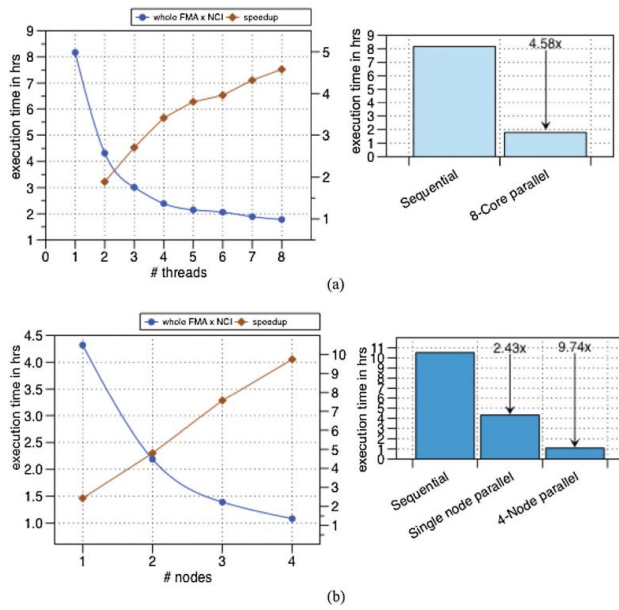 whole FMA x NCI speedup
execution time in hrs
9
8
7
6
5
4
3
2
1
5
4
3
2
1
0 1 2 3 4 5 6 7 8
# threads
execution time in hrs
9
8
7
6
5
4
3
2
1
0
4.58x
Sequential
8-Core parallel
(a)
whole FMA x NCI speedup
execution time in hrs
4.5
4.0
3.5
3.0
2.5
2.0
1.5
1.0
10
9
8
7
6
5
4
3
2
1
1 2 3 4
# nodes
execution time in hrs
11
10
9
8
7
6
5
4
3
2
1
0
2.43x 9.74x
Sequential
Single node parallel
4-Node parallel
(b)